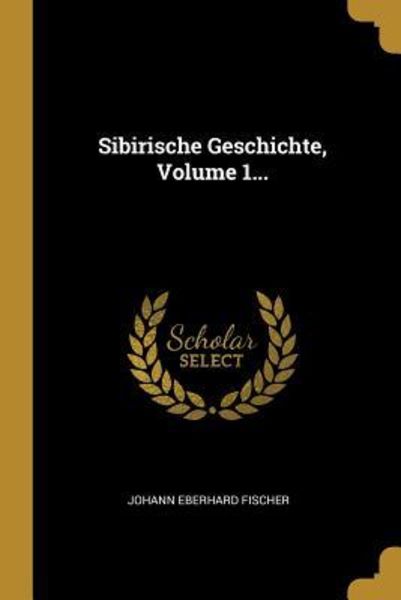 Sibirische Geschichte,
Volume 1...
Scholar
SELECT
JOHANN EBERHARD FISCHER